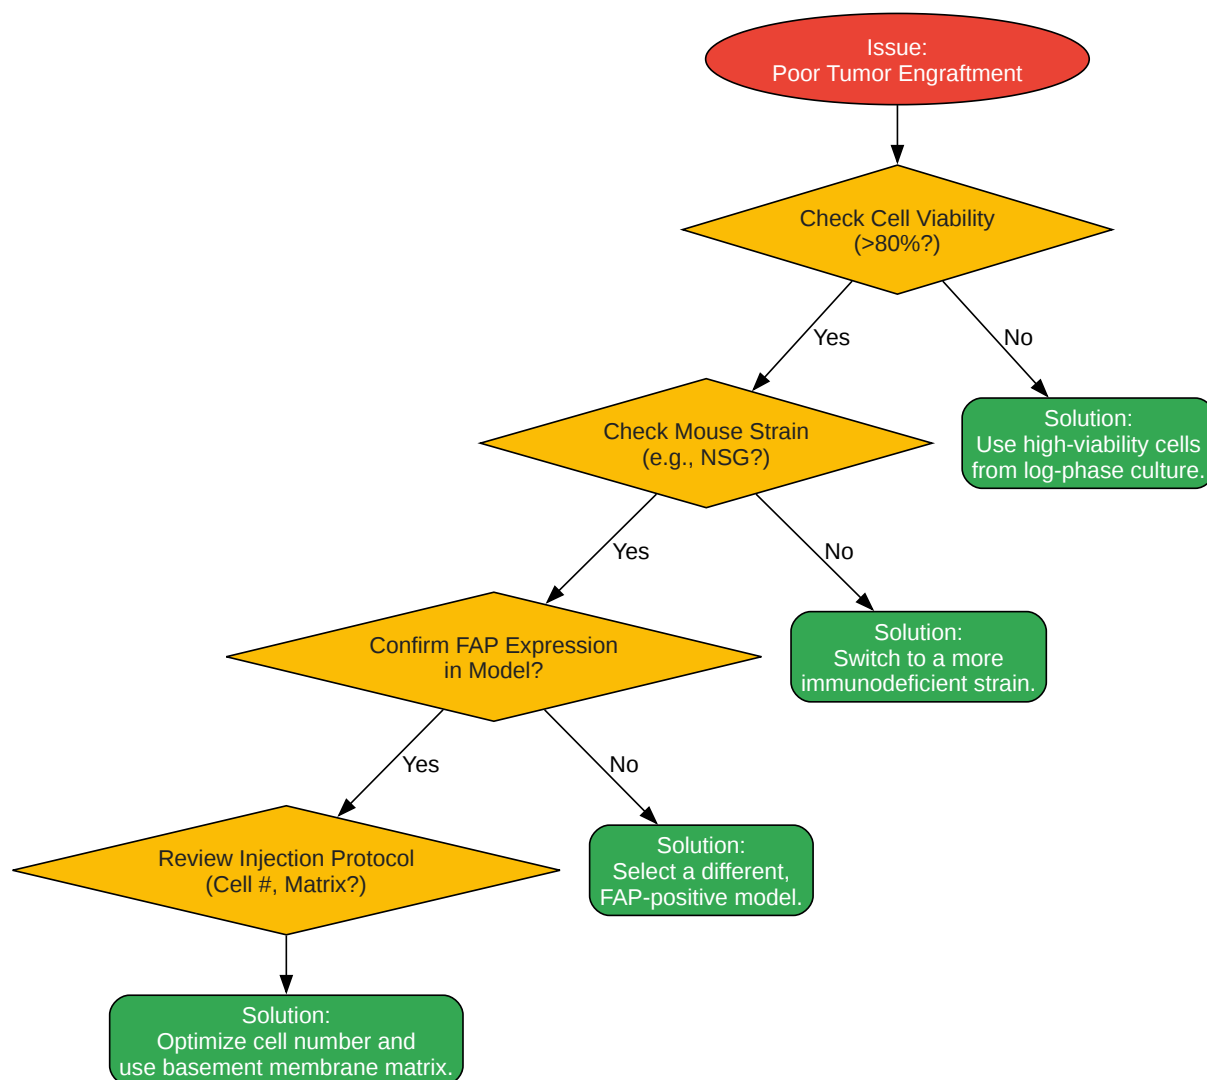 Issue:
Poor Tumor Engraftment
Check Cell Viability
(>80%?)
Yes
No
Check Mouse Strain
(e.g., NSG?)
Solution:
Use high-viability cells
from log-phase culture.
Yes
No
Confirm FAP Expression
in Model?
Solution:
Switch to a more
immunodeficient strain.
Yes
No
Review Injection Protocol
(Cell #, Matrix?)
Solution:
Select a different,
FAP-positive model.
Solution:
Optimize cell number and
use basement membrane matrix.